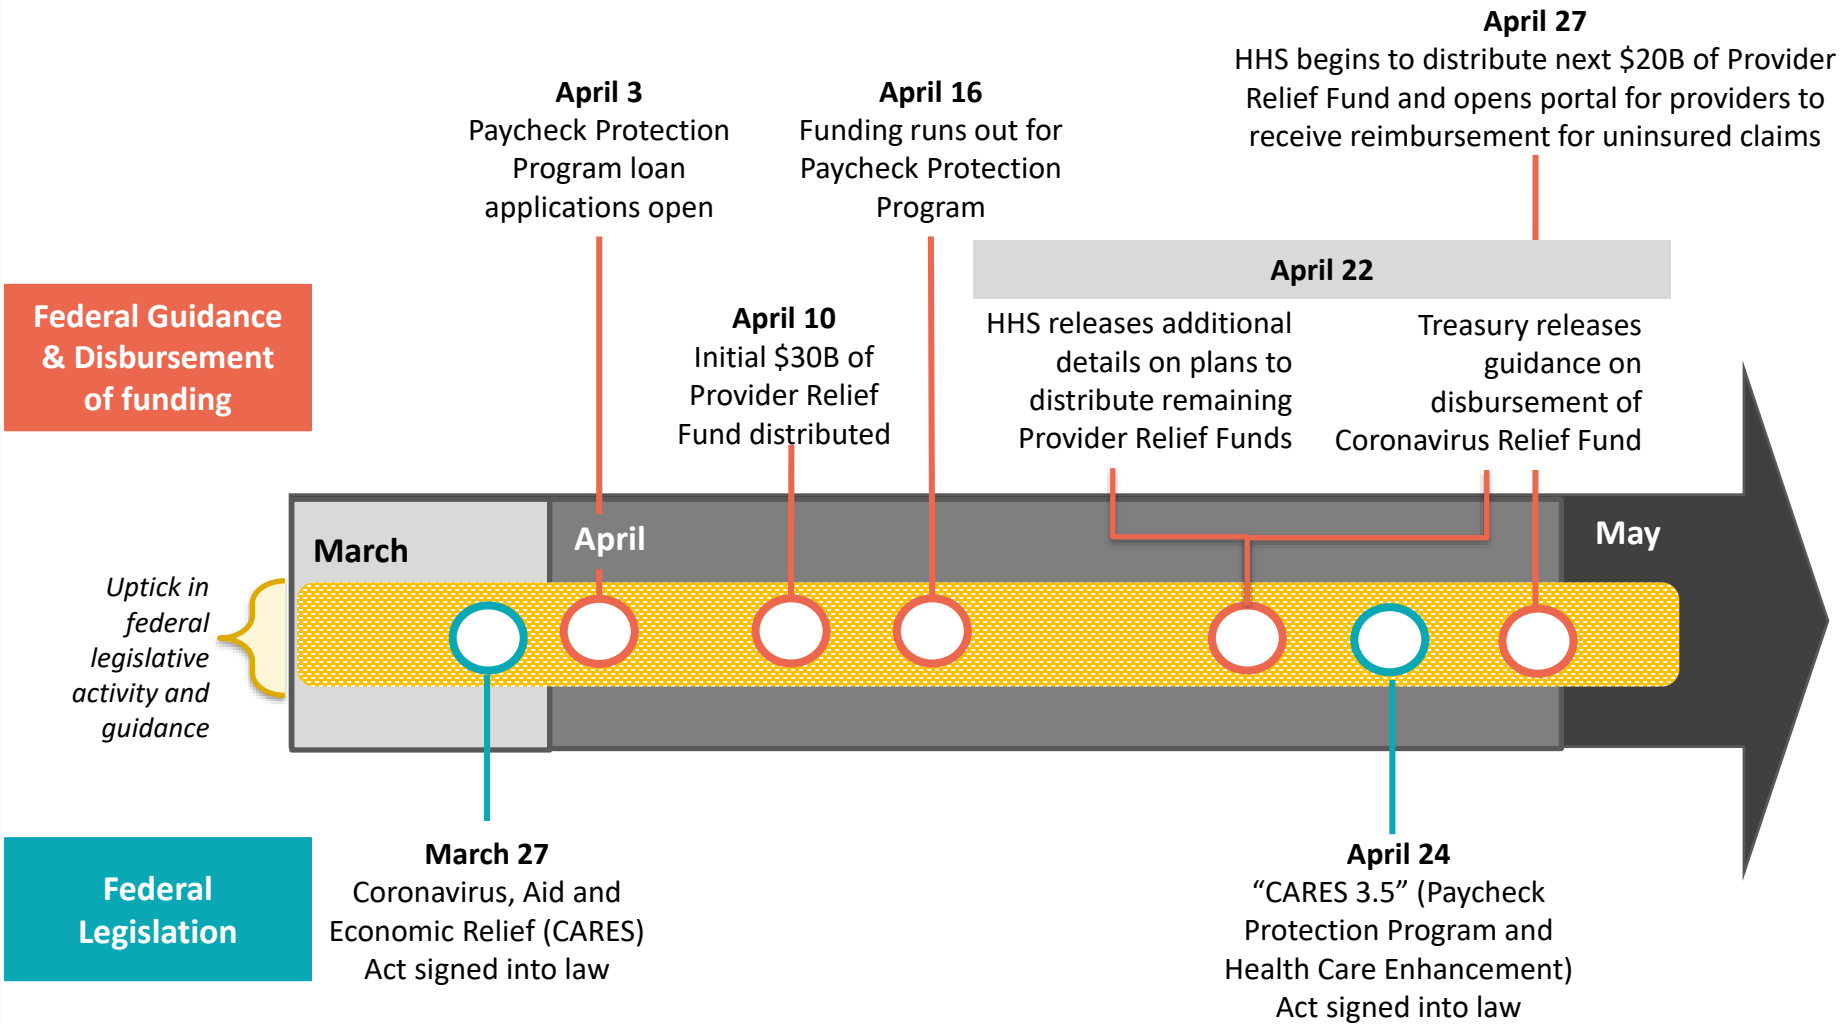 April 27
HHS begins to distribute next $20B of Provider
Relief Fund and opens portal for providers to
receive reimbursement for uninsured claims
April 3
Paycheck Protection
Program loan
applications open
April 16
Funding runs out for
Paycheck Protection
Program
April 22
Federal Guidance
& Disbursement
of funding
April 10
Initial $30B of
Provider Relief
Fund distributed
HHS releases additional
details on plans to
distribute remaining
Provider Relief Funds
Treasury releases
guidance on
disbursement of
Coronavirus Relief Fund
March
April
May
Uptick in
federal
legislative
activity and
guidance
Federal
Legislation
March 27
Coronavirus, Aid and
Economic Relief (CARES)
Act signed into law
April 24
“CARES 3.5” (Paycheck
Protection Program and
Health Care Enhancement)
Act signed into law